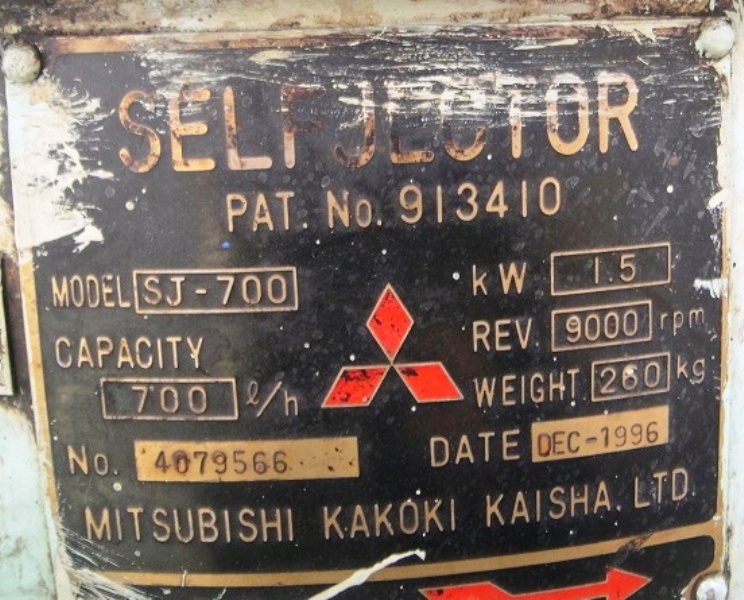 SELFJECTOR
PAT. No. 913410
MODEL SJ-700
kW 1.5
CAPACITY
REV. 9000 rpm
700 l/h
WEIGHT 260 kg
No. 4079566
DATE DEC-1996
MITSUBISHI KAKOKI KAISHA. LTD